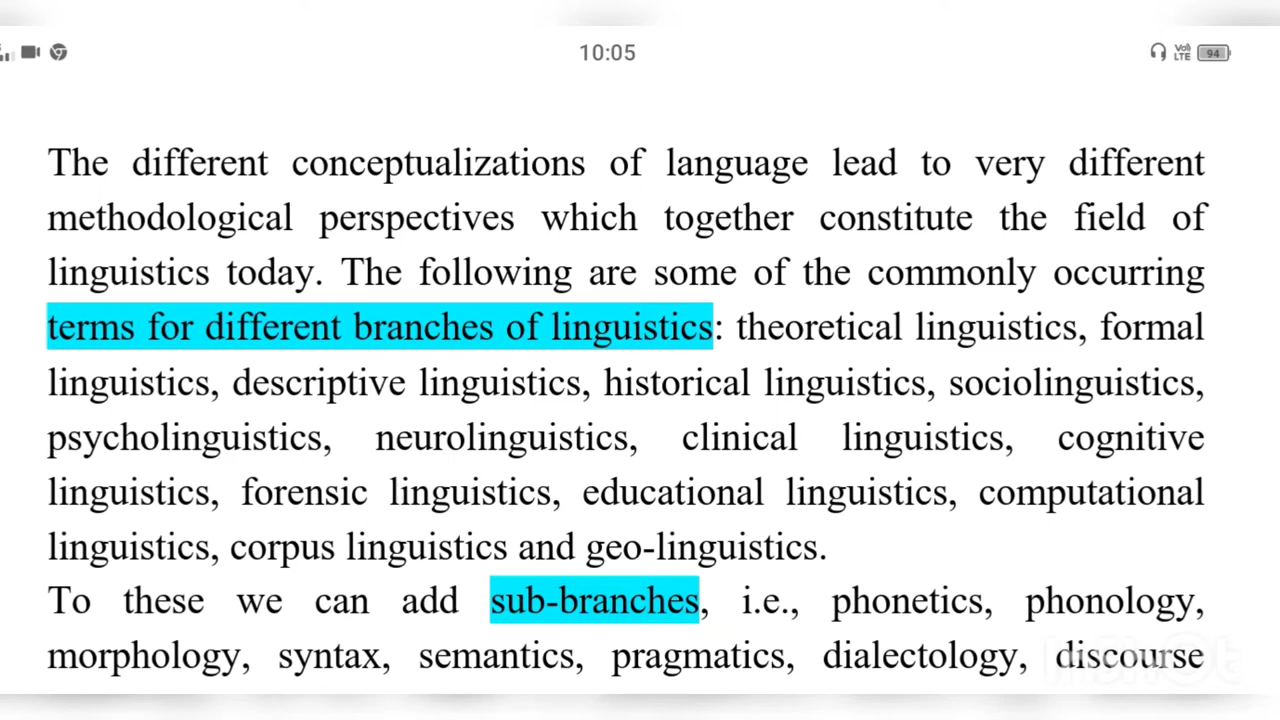 10:05
Vol) LTE 94
The different conceptualizations of language lead to very different
methodological perspectives which together constitute the field of
linguistics today. The following are some of the commonly occurring
terms for different branches of linguistics: theoretical linguistics, formal
linguistics, descriptive linguistics, historical linguistics, sociolinguistics,
psycholinguistics, neurolinguistics, clinical linguistics, cognitive
linguistics, forensic linguistics, educational linguistics, computational
linguistics, corpus linguistics and geo-linguistics.
To these we can add sub-branches, i.e., phonetics, phonology,
morphology, syntax, semantics, pragmatics, dialectology, discourse